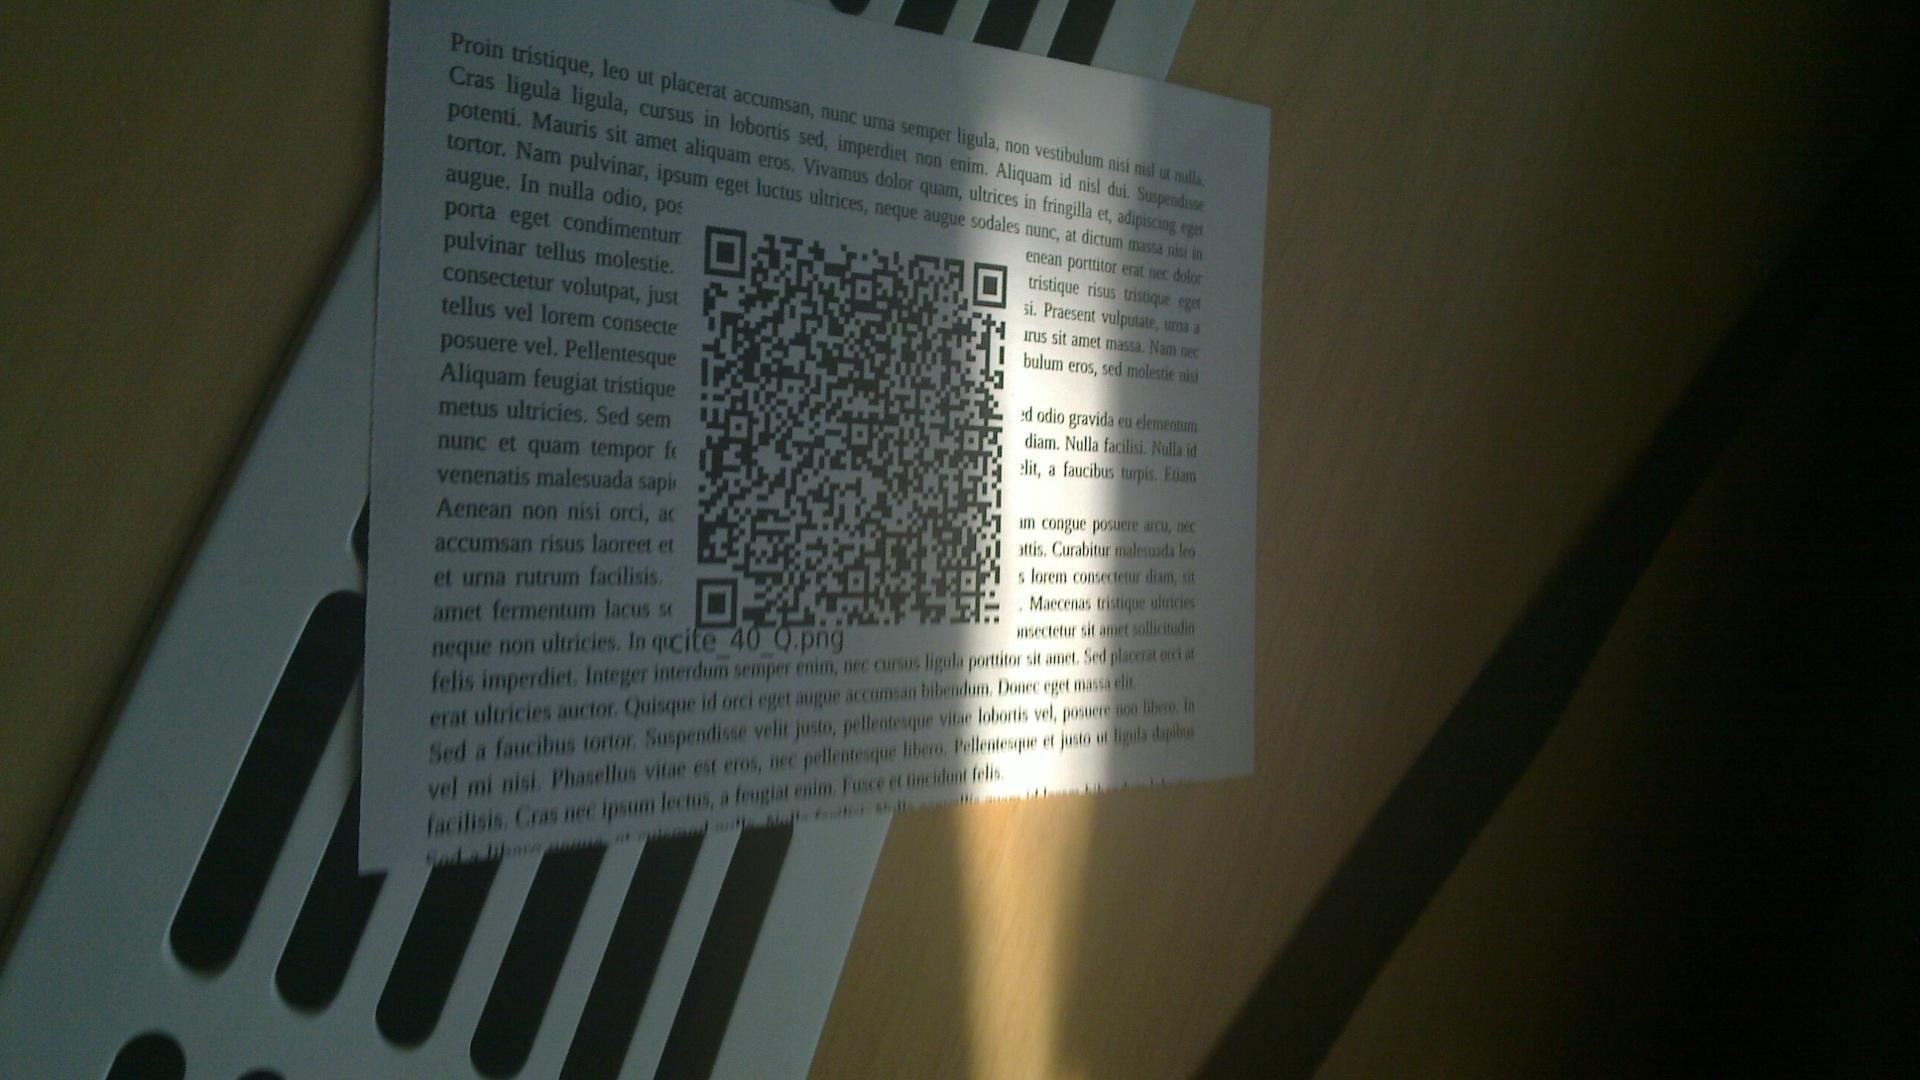 Proin tristique, leo ut placerat accumsan, nunc urna semper ligula, non vestibulum nisi nisl ut nulla.
Cras ligula ligula, cursus in lobortis sed, imperdiet non enim. Aliquam id nisl dui. Suspendisse
potenti. Mauris sit amet aliquam eros. Vivamus dolor quam, ultrices in fringilla et, adipiscing eget
tortor. Nam pulvinar, ipsum eget luctus ultrices, neque augue sodales nunc, at dictum massa nisi in
augue. In nulla odio, pos enean porttitor erat nec dolor
porta eget condimentum tristique risus tristique eget
pulvinar tellus molestie. si. Praesent vulputate, urna a
consectetur volutpat, just urus sit amet massa. Nam nec
tellus vel lorem consecte bulum eros, sed molestie nisi
posuere vel. Pellentesque
Aliquam feugiat tristique ed odio gravida eu elementum
metus ultricies. Sed sem diam. Nulla facilisi. Nulla id
nunc et quam tempor elit, a faucibus turpis. Etiam
venenatis malesuada sapi
Aenean non nisi orci, ac um congue posuere arcu, nec
accumsan risus laoreet et attis. Curabitur malesuada leo
et urna rutrum facilisis. s lorem consectetur diam, sit
amet fermentum lacus . Maecenas tristique ultricies
neque non ultricies. In onsectetur sit amet sollicitudin
cite_40_Q.png
felis imperdiet. Integer interdum semper enim, nec cursus ligula porttitor sit amet. Sed placerat orci at
erat ultricies auctor. Quisque id orci eget augue accumsan bibendum. Donec eget massa elit.
Sed a faucibus tortor. Suspendisse velit justo, pellentesque vitae lobortis vel, posuere non libero. In
vel mi nisi. Phasellus vitae est eros, nec pellentesque libero. Pellentesque et justo ut ligula dapibus
facilisis. Cras nec ipsum lectus, a feugiat enim. Fusce et tincidunt felis.
Sed a libero